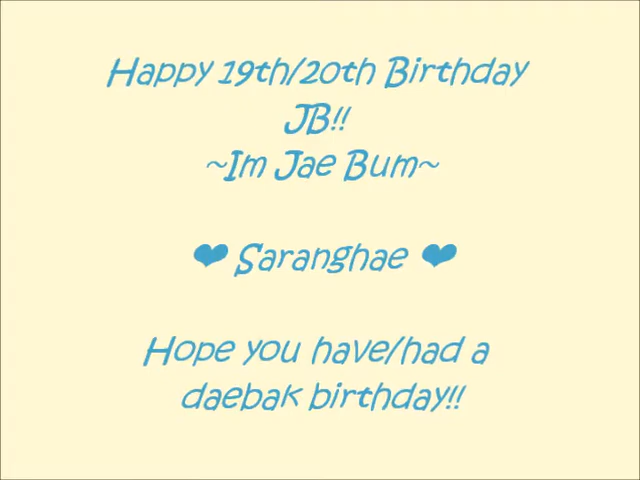 Happy 19th/20th Birthday
JB!!
~Im Jae Bum~
❤ Saranghae ❤
Hope you have/had a
daebak birthday!!